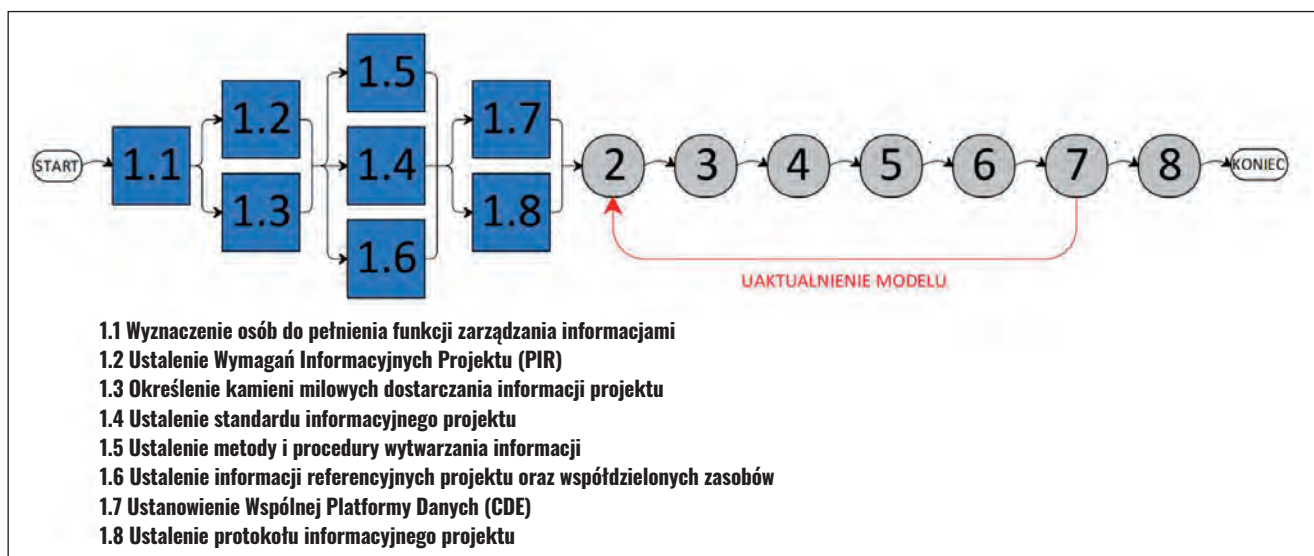 START
1.1
1.2
1.3
1.5
1.4
1.6
1.7
1.8
2
3
4
5
6
7
8
KONIEC
UAKTUALNIENIE MODELU
1.1 Wyznaczenie osób do pełnienia funkcji zarządzania informacjami
1.2 Ustalenie Wymagań Informacyjnych Projektu (PIR)
1.3 Określenie kamieni milowych dostarczania informacji projektu
1.4 Ustalenie standardu informacyjnego projektu
1.5 Ustalenie metody i procedury wytwarzania informacji
1.6 Ustalenie informacji referencyjnych projektu oraz współdzielonych zasobów
1.7 Ustanowienie Wspólnej Platformy Danych (CDE)
1.8 Ustalenie protokołu informacyjnego projektu